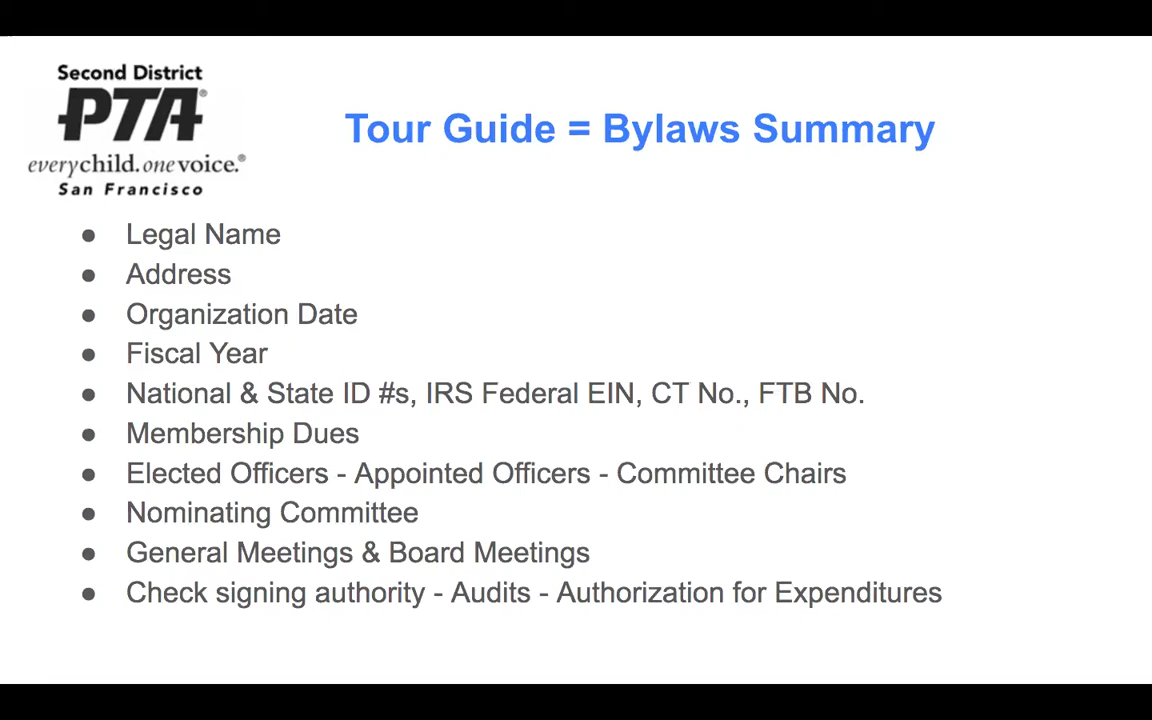 Second District
PTA®
everychild.onevoice.®
San Francisco
Tour Guide = Bylaws Summary
● Legal Name
● Address
● Organization Date
● Fiscal Year
● National & State ID #s, IRS Federal EIN, CT No., FTB No.
● Membership Dues
● Elected Officers - Appointed Officers - Committee Chairs
● Nominating Committee
● General Meetings & Board Meetings
● Check signing authority - Audits - Authorization for Expenditures